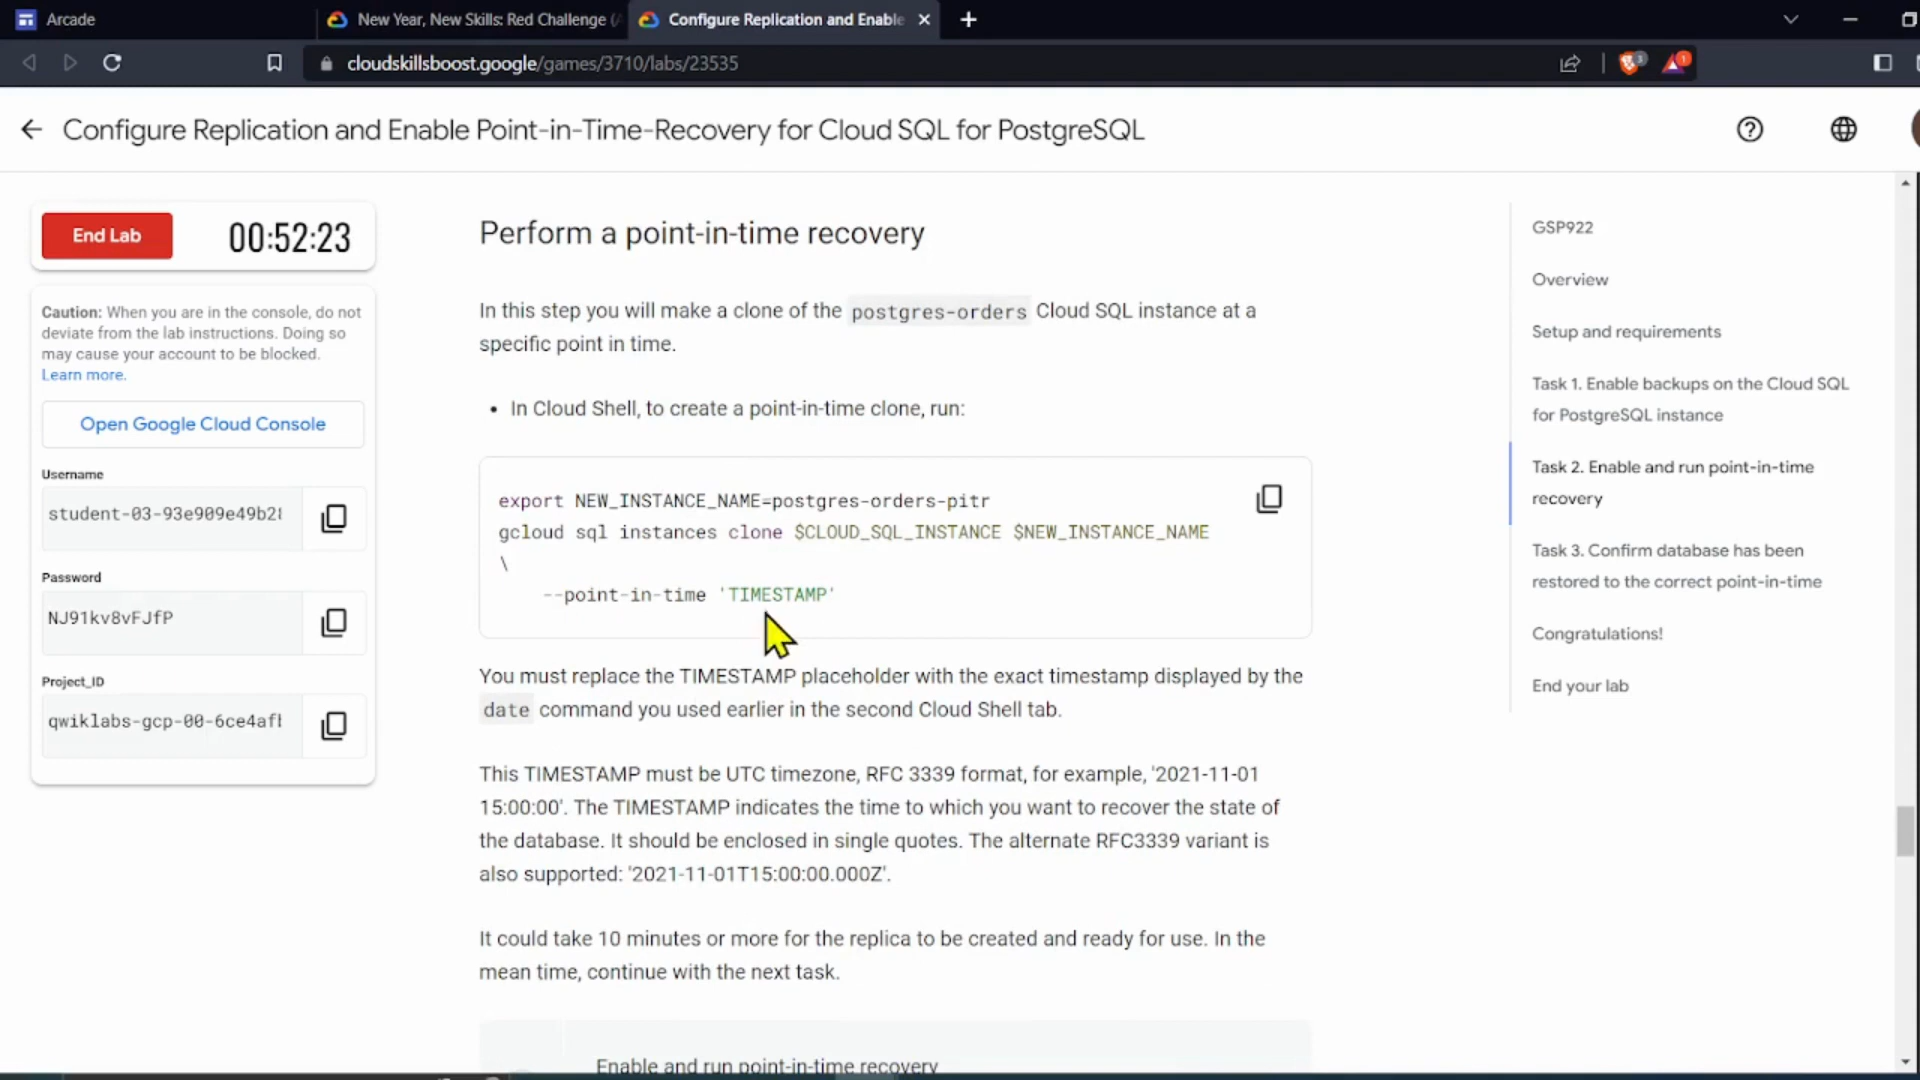 Arcade
New Year, New Skills: Red Challenge (
Configure Replication and Enable
cloudskillsboost.google/games/3710/labs/23535
3
1
Configure Replication and Enable Point-in-Time-Recovery for Cloud SQL for PostgreSQL
End Lab
00:52:23
Caution: When you are in the console, do not
deviate from the lab instructions. Doing so
may cause your account to be blocked.
Learn more.
Open Google Cloud Console
Username
student-03-93e909e49b2
Password
NJ91kv8vFJfP
Project_ID
qwiklabs-gcp-00-6ce4af
Perform a point-in-time recovery
In this step you will make a clone of the postgres-orders Cloud SQL instance at a
specific point in time.
• In Cloud Shell, to create a point-in-time clone, run:
export NEW_INSTANCE_NAME=postgres-orders-pitr
gcloud sql instances clone $CLOUD_SQL_INSTANCE $NEW_INSTANCE_NAME
\
--point-in-time 'TIMESTAMP'
You must replace the TIMESTAMP placeholder with the exact timestamp displayed by the
date command you used earlier in the second Cloud Shell tab.
This TIMESTAMP must be UTC timezone, RFC 3339 format, for example, '2021-11-01
15:00:00'. The TIMESTAMP indicates the time to which you want to recover the state of
the database. It should be enclosed in single quotes. The alternate RFC3339 variant is
also supported: '2021-11-01T15:00:00.000Z'.
It could take 10 minutes or more for the replica to be created and ready for use. In the
mean time, continue with the next task.
Enable and run point-in-time recovery
GSP922
Overview
Setup and requirements
Task 1. Enable backups on the Cloud SQL
for PostgreSQL instance
Task 2. Enable and run point-in-time
recovery
Task 3. Confirm database has been
restored to the correct point-in-time
Congratulations!
End your lab